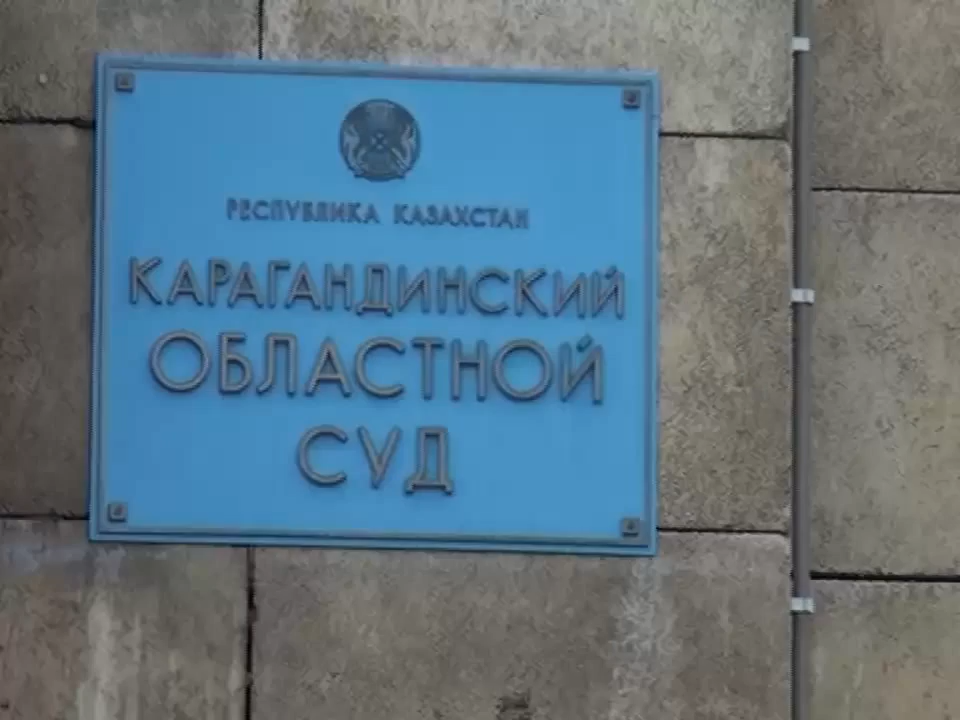 РЕСПУБЛИКА КАЗАХСТАН
КАРАГАНДИНСКИЙ
ОБЛАСТНОЙ
СУД